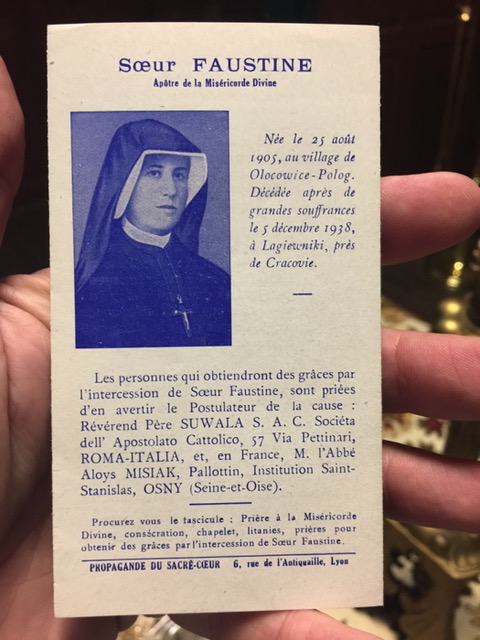 Sœur FAUSTINE
Apôtre de la Miséricorde Divine
Née le 25 août
1905, au village de
Olocowice-Polog.
Décédée après de
grandes souffrances
le 5 décembre 1938,
à Lagiewniki, près
de Cracovie.
Les personnes qui obtiendront des grâces par
l'intercession de Sœur Faustine, sont priées
d'en avertir le Postulateur de la cause :
Révérend Père SUWALA S. A. C. Societa
dell' Apostolato Cattolico, 57 Via Pettinari,
ROMA-ITALIA, et, en France, M. l'Abbé
Aloys MISIAK, Pallottin, Institution Saint-
Stanislas, OSNY (Seine-et-Oise).
Procurez vous le fascicule : Prière à la Miséricorde
Divine, consécration, chapelet, litanies, prières pour
obtenir des grâces par l'intercession de Sœur Faustine.
PROPAGANDE DU SACRÉ-CŒUR 6, rue de l'Antiquaille, Lyon